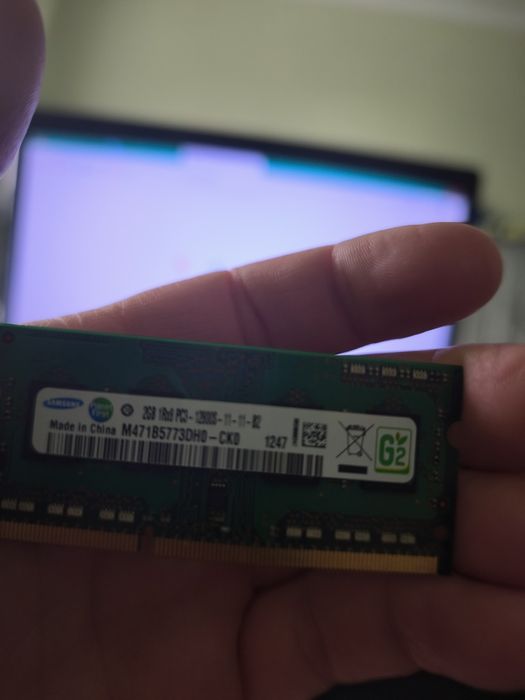 SAMSUNG 2GB 1Rx8 PC3-12800S-11-11-B2
Made in China M471B5773DH0-CK0 1247
G2